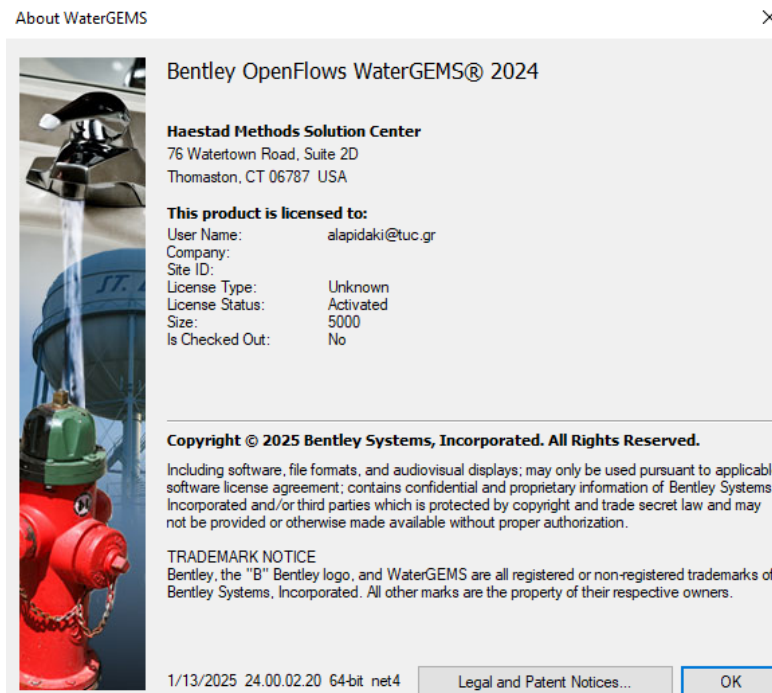 About WaterGEMS
Bentley OpenFlows WaterGEMS® 2024
Haestad Methods Solution Center
76 Watertown Road, Suite 2D
Thomaston, CT 06787 USA
This product is licensed to:
User Name: alapidaki@tuc.gr
Company:
Site ID:
License Type: Unknown
License Status: Activated
Size: 5000
Is Checked Out: No
ST.
Copyright © 2025 Bentley Systems, Incorporated. All Rights Reserved.
Including software, file formats, and audiovisual displays; may only be used pursuant to applicabl
software license agreement; contains confidential and proprietary information of Bentley Systems
Incorporated and/or third parties which is protected by copyright and trade secret law and may
not be provided or otherwise made available without proper authorization.
TRADEMARK NOTICE
Bentley, the "B" Bentley logo, and WaterGEMS are all registered or non-registered trademarks of
Bentley Systems, Incorporated. All other marks are the property of their respective owners.
1/13/2025 24.00.02.20 64-bit net4
Legal and Patent Notices...
OK